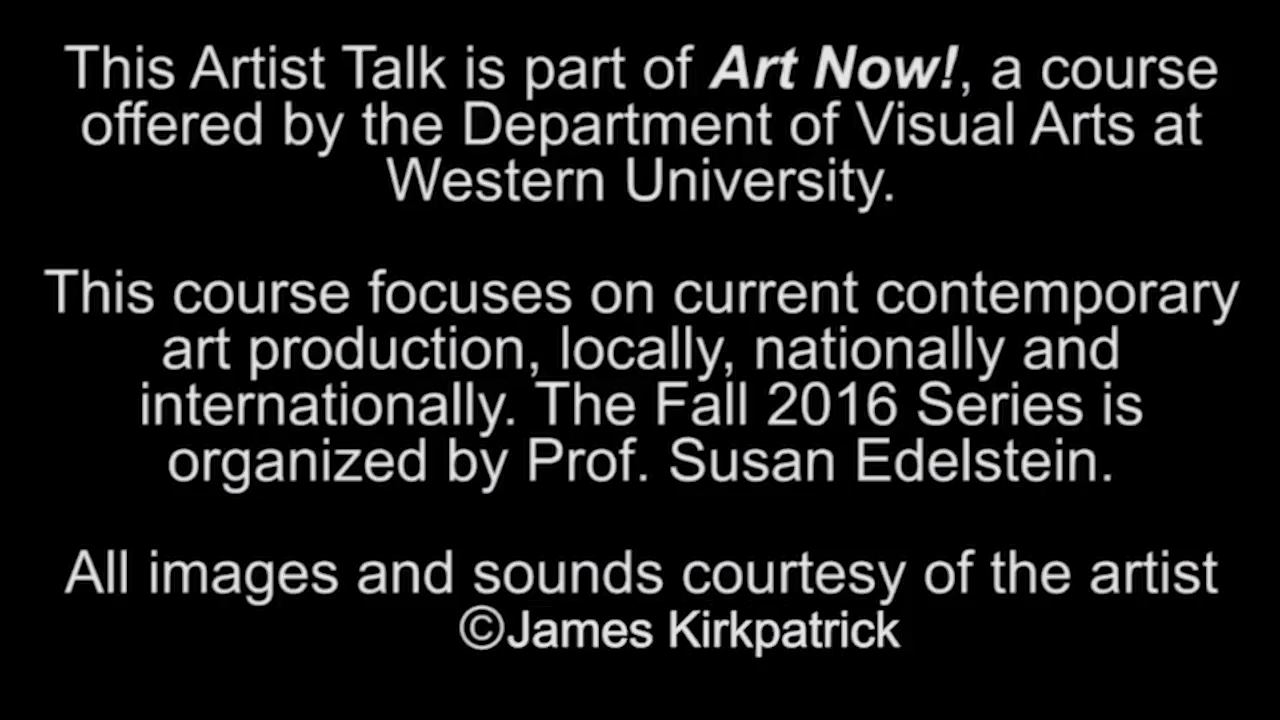 This Artist Talk is part of Art Now!, a course
offered by the Department of Visual Arts at
Western University.
This course focuses on current contemporary
art production, locally, nationally and
internationally. The Fall 2016 Series is
organized by Prof. Susan Edelstein.
All images and sounds courtesy of the artist
©James Kirkpatrick